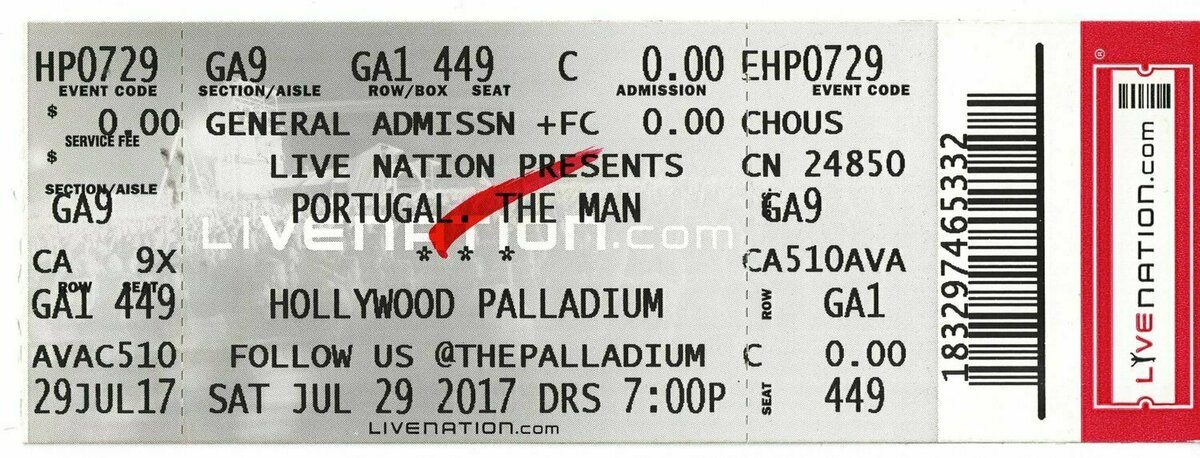 HP0729
EVENT CODE
$ 0.00
SERVICE FEE
$
SECTION/AISLE
GA9
CA 9X
ROW SEAT
GA1 449
AVAC510
29JUL17
GA9 GA1 449 C 0.00
SECTION/AISLE ROW/BOX SEAT ADMISSION
GENERAL ADMISSN +FC 0.00
LIVE NATION PRESENTS
PORTUGAL. THE MAN
LIVENATION.com
* * *
HOLLYWOOD PALLADIUM
FOLLOW US @THEPALLADIUM
SAT JUL 29 2017 DRS 7:00P
LIVENATION.com
EHP0729
EVENT CODE
CHOUS
CN 24850
GA9
CA510AVA
ROW GA1
C 0.00
SEAT 449
183297465332
LIVENATION.com
®